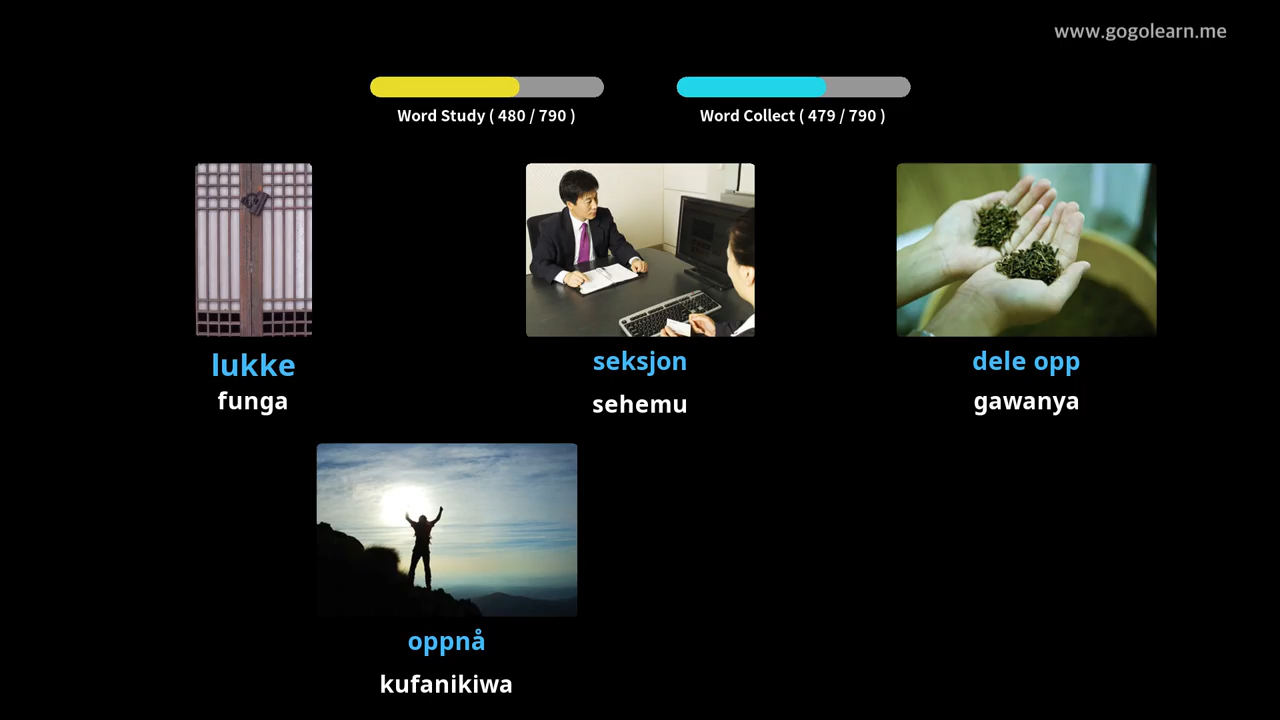 www.gogolearn.me
Word Study ( 480 / 790 )
Word Collect ( 479 / 790 )
lukke
funga
seksjon
sehemu
dele opp
gawanya
oppnå
kufanikiwa